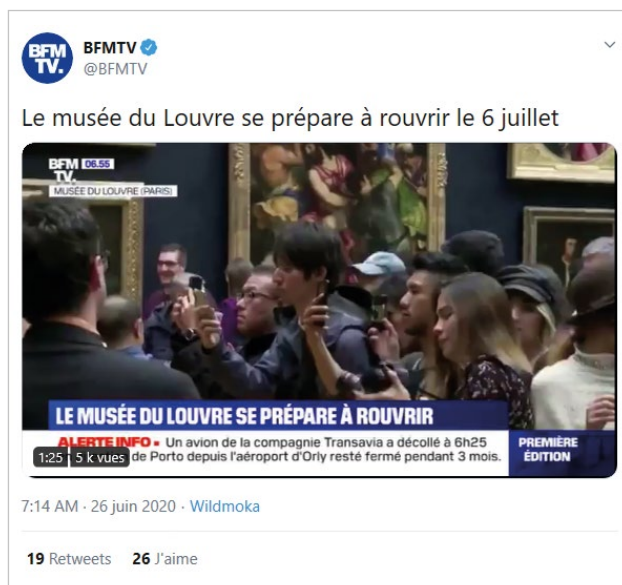 BFM
TV.
BFMTV
@BFMTV
Le musée du Louvre se prépare à rouvrir le 6 juillet
BFM 06.55
TV.
MUSÉE DU LOUVRE (PARIS)
LE MUSÉE DU LOUVRE SE PRÉPARE À ROUVRIR
ALERTE INFO ▪ Un avion de la compagnie Transavia a décollé à 6h25
1:25 5 k vues de Porto depuis l'aéroport d'Orly resté fermé pendant 3 mois.
PREMIÈRE
ÉDITION
7:14 AM · 26 juin 2020 · Wildmoka
19 Retweets 26 J'aime